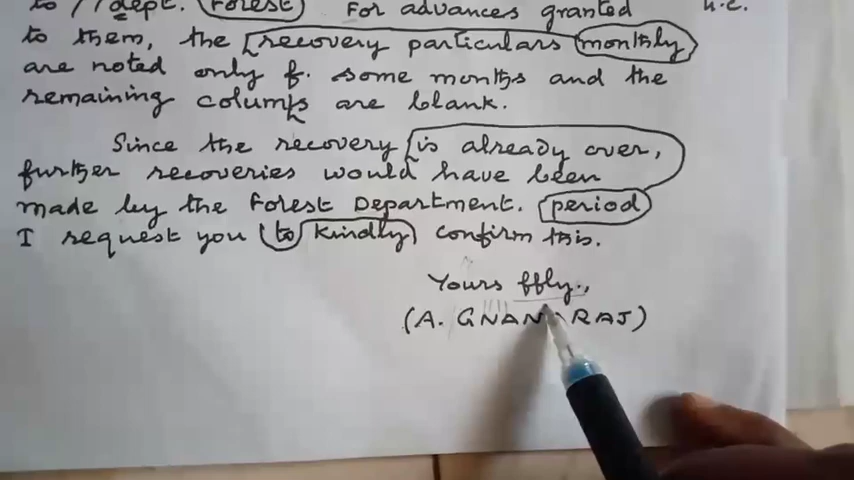 to / dept. Forest For advances granted u.c.
to them, the recovery particulars monthly
are noted only f. some months and the
remaining columns are blank.
Since the recovery is already over,
further recoveries would have been
made by the Forest Department. period
I request you to kindly confirm this.
Yours ffly.,
(A. GNANARAJ)